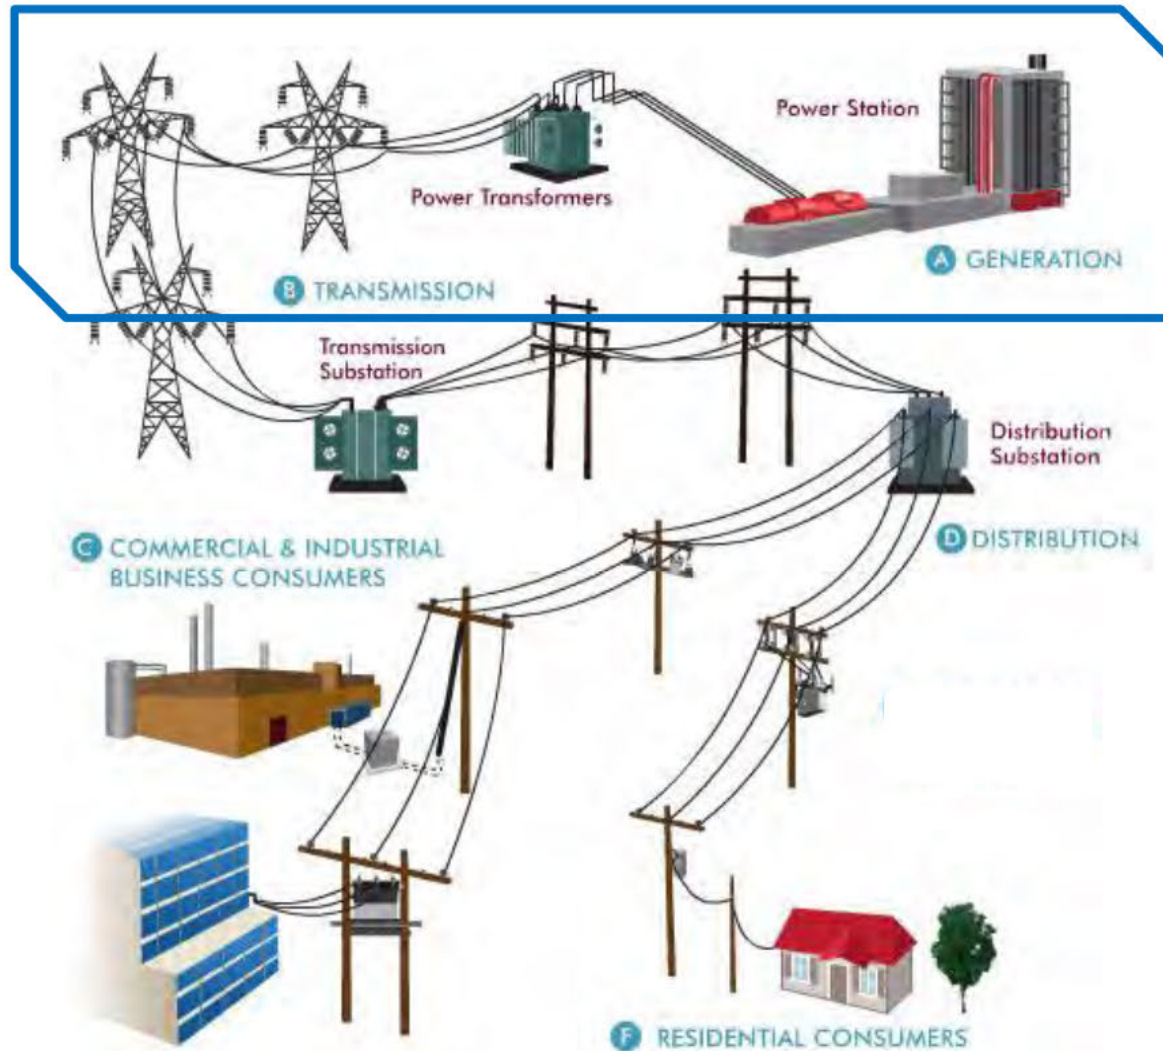 Power Station
Power Transformers
A GENERATION
B TRANSMISSION
Transmission
Substation
Distribution
Substation
C COMMERCIAL & INDUSTRIAL
BUSINESS CONSUMERS
D DISTRIBUTION
F RESIDENTIAL CONSUMERS